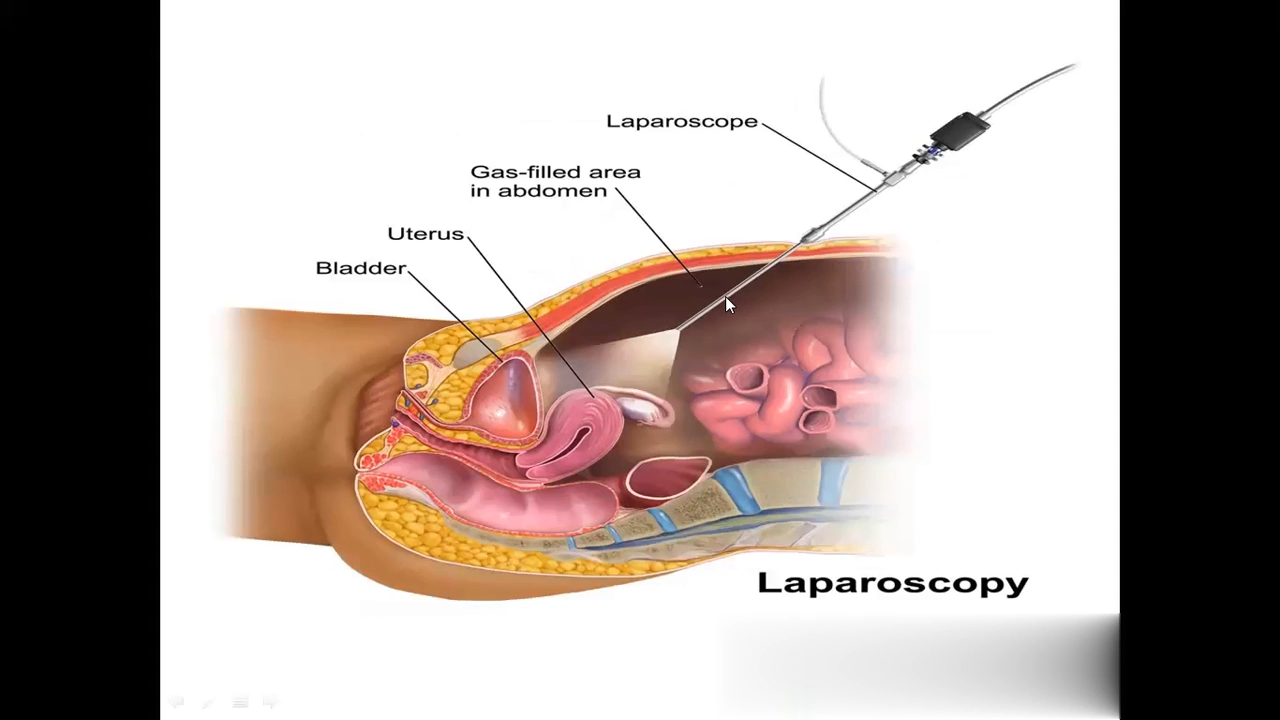 Laparoscope
Gas-filled area
in abdomen
Uterus
Bladder
Laparoscopy